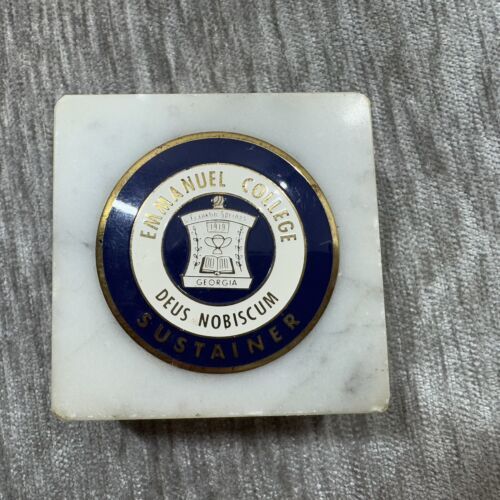 EMMANUEL COLLEGE
Franklin Springs
1919
GEORGIA
DEUS NOBISCUM
SUSTAINER